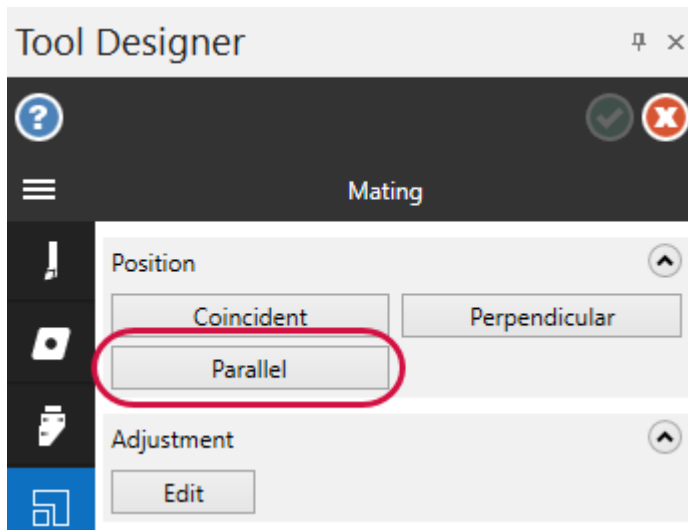 Tool Designer
Mating
Position
Coincident
Perpendicular
Parallel
Adjustment
Edit